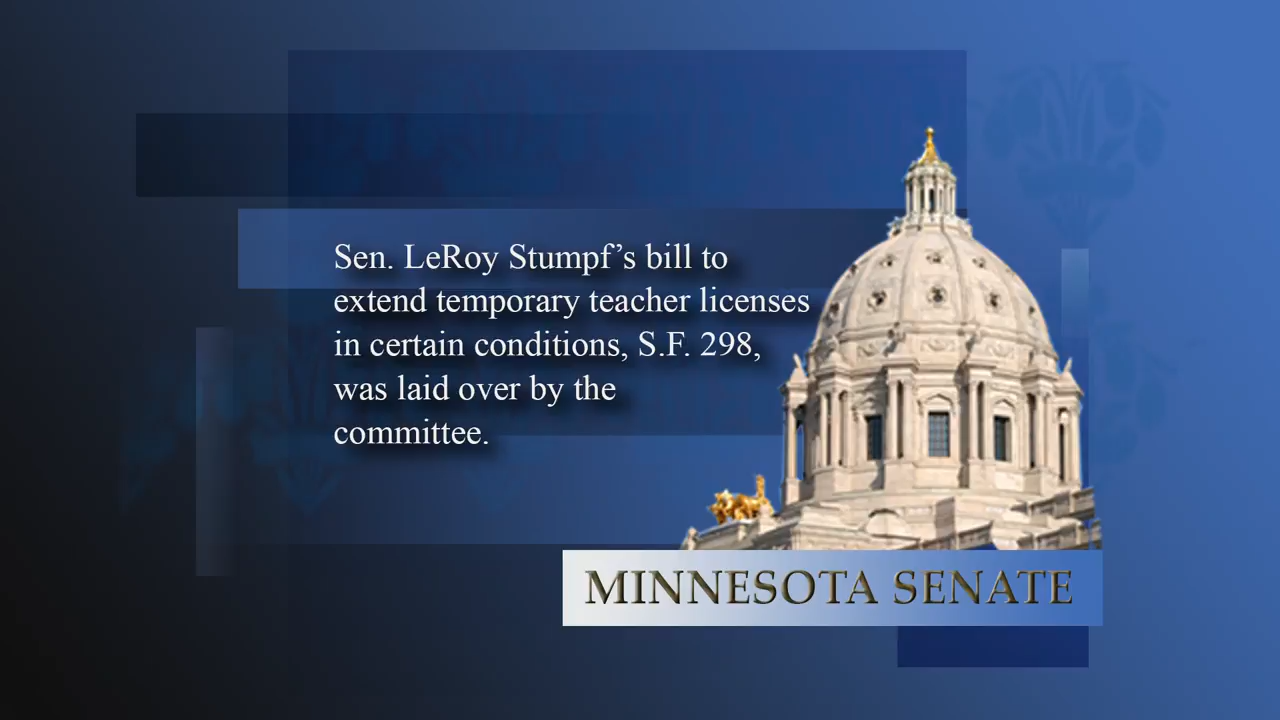 Sen. LeRoy Stumpf’s bill to
extend temporary teacher licenses
in certain conditions, S.F. 298,
was laid over by the
committee.
MINNESOTA SENATE